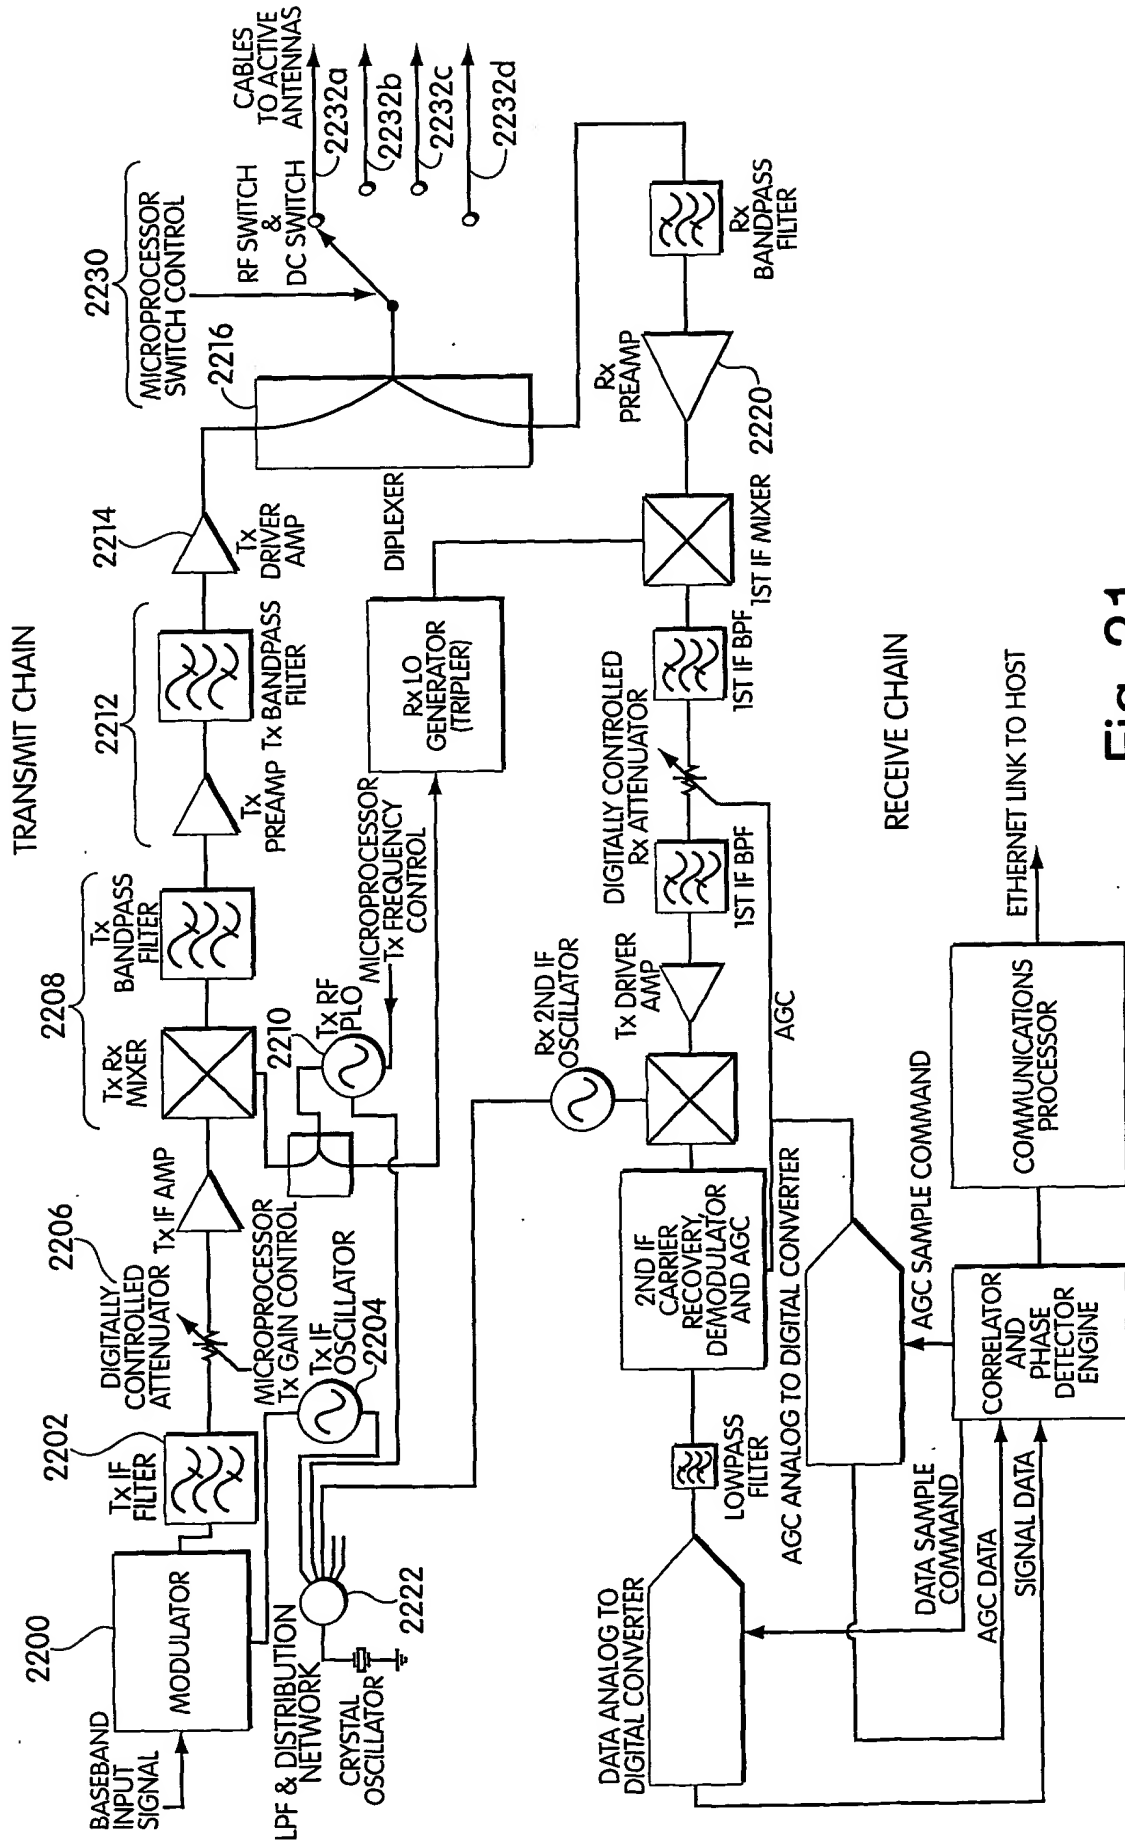 TRANSMIT CHAIN
BASEBAND
INPUT
SIGNAL
2200
MODULATOR
2202
Tx IF
FILTER
DIGITALLY
CONTROLLED
ATTENUATOR
2206
Tx IF AMP
MICROPROCESSOR
Tx GAIN CONTROL
2208
Tx Rx
MIXER
Tx
BANDPASS
FILTER
2212
Tx
PREAMP
Tx BANDPASS
FILTER
2214
Tx
DRIVER
AMP
2216
DIPLEXER
2230
MICROPROCESSOR
SWITCH CONTROL
RF SWITCH
&
DC SWITCH
CABLES
TO ACTIVE
ANTENNAS
2232a
2232b
2232c
2232d
Tx IF
OSCILLATOR
2204
2210
Tx RF
PLO
MICROPROCESSOR
Tx FREQUENCY
CONTROL
Rx LO
GENERATOR
(TRIPLER)
LPF & DISTRIBUTION
NETWORK
2222
CRYSTAL
OSCILLATOR
Rx
BANDPASS
FILTER
Rx
PREAMP
2220
1ST IF MIXER
1ST IF BPF
DIGITALLY CONTROLLED
Rx ATTENUATOR
1ST IF BPF
Tx DRIVER
AMP
Rx 2ND IF
OSCILLATOR
AGC
2ND IF
CARRIER
RECOVERY,
DEMODULATOR
AND AGC
LOWPASS
FILTER
DATA ANALOG TO
DIGITAL CONVERTER
AGC ANALOG TO DIGITAL CONVERTER
RECEIVE CHAIN
DATA SAMPLE
COMMAND
AGC DATA
SIGNAL DATA
AGC SAMPLE COMMAND
CORRELATOR
AND
PHASE
DETECTOR
ENGINE
COMMUNICATIONS
PROCESSOR
ETHERNET LINK TO HOST
Fig. 21